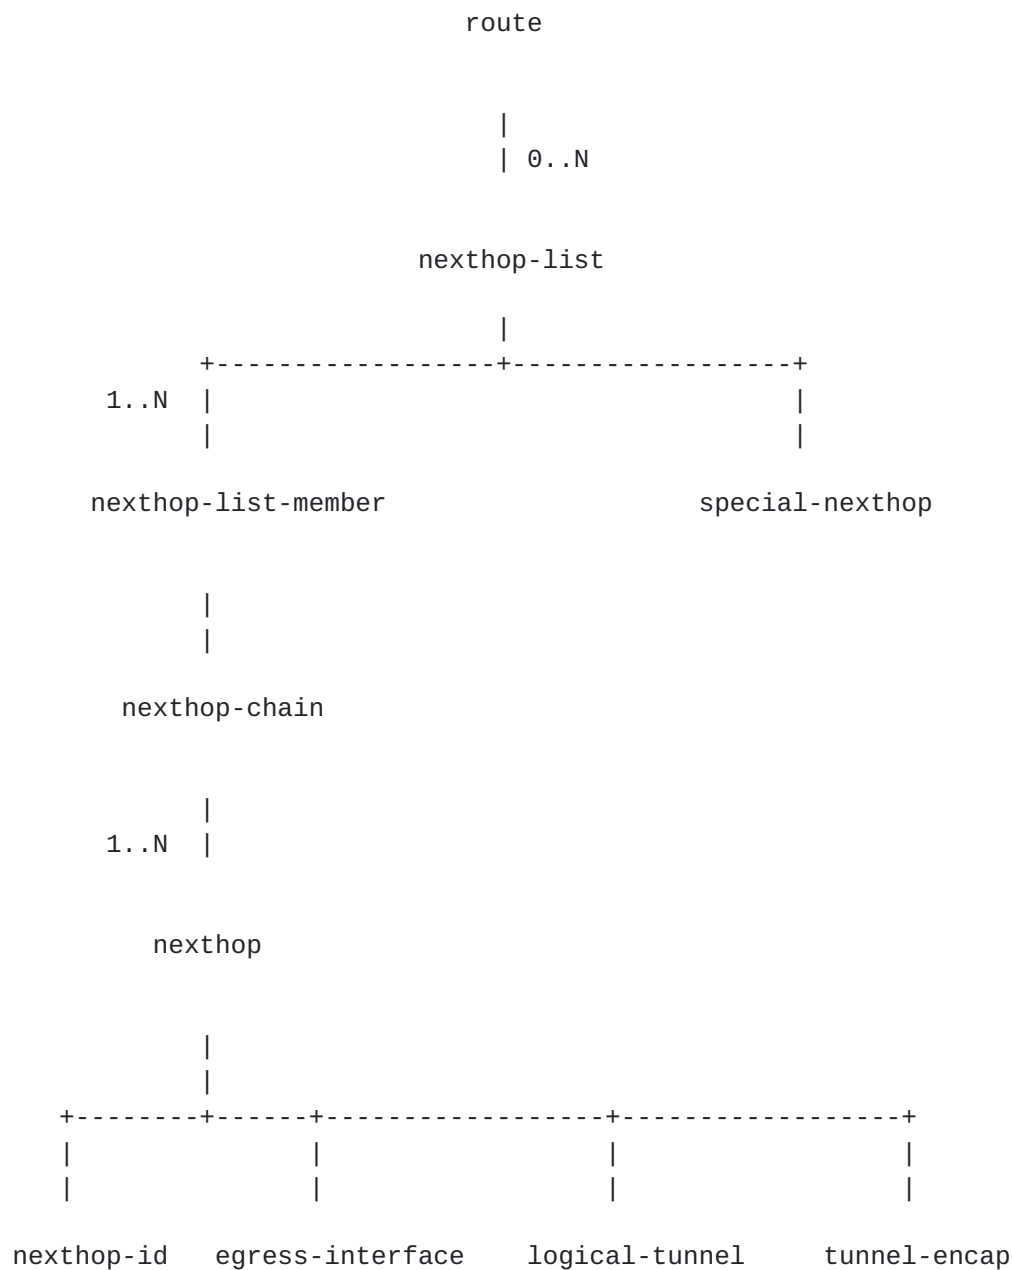 route
|
| 0..N
nexthop-list
|
+------------------+------------------+
1..N | |
| |
nexthop-list-member special-nexthop
|
|
nexthop-chain
|
1..N |
nexthop
|
|
+--------+------+------------------+------------------+
| | | |
| | | |
nexthop-id egress-interface logical-tunnel tunnel-encap